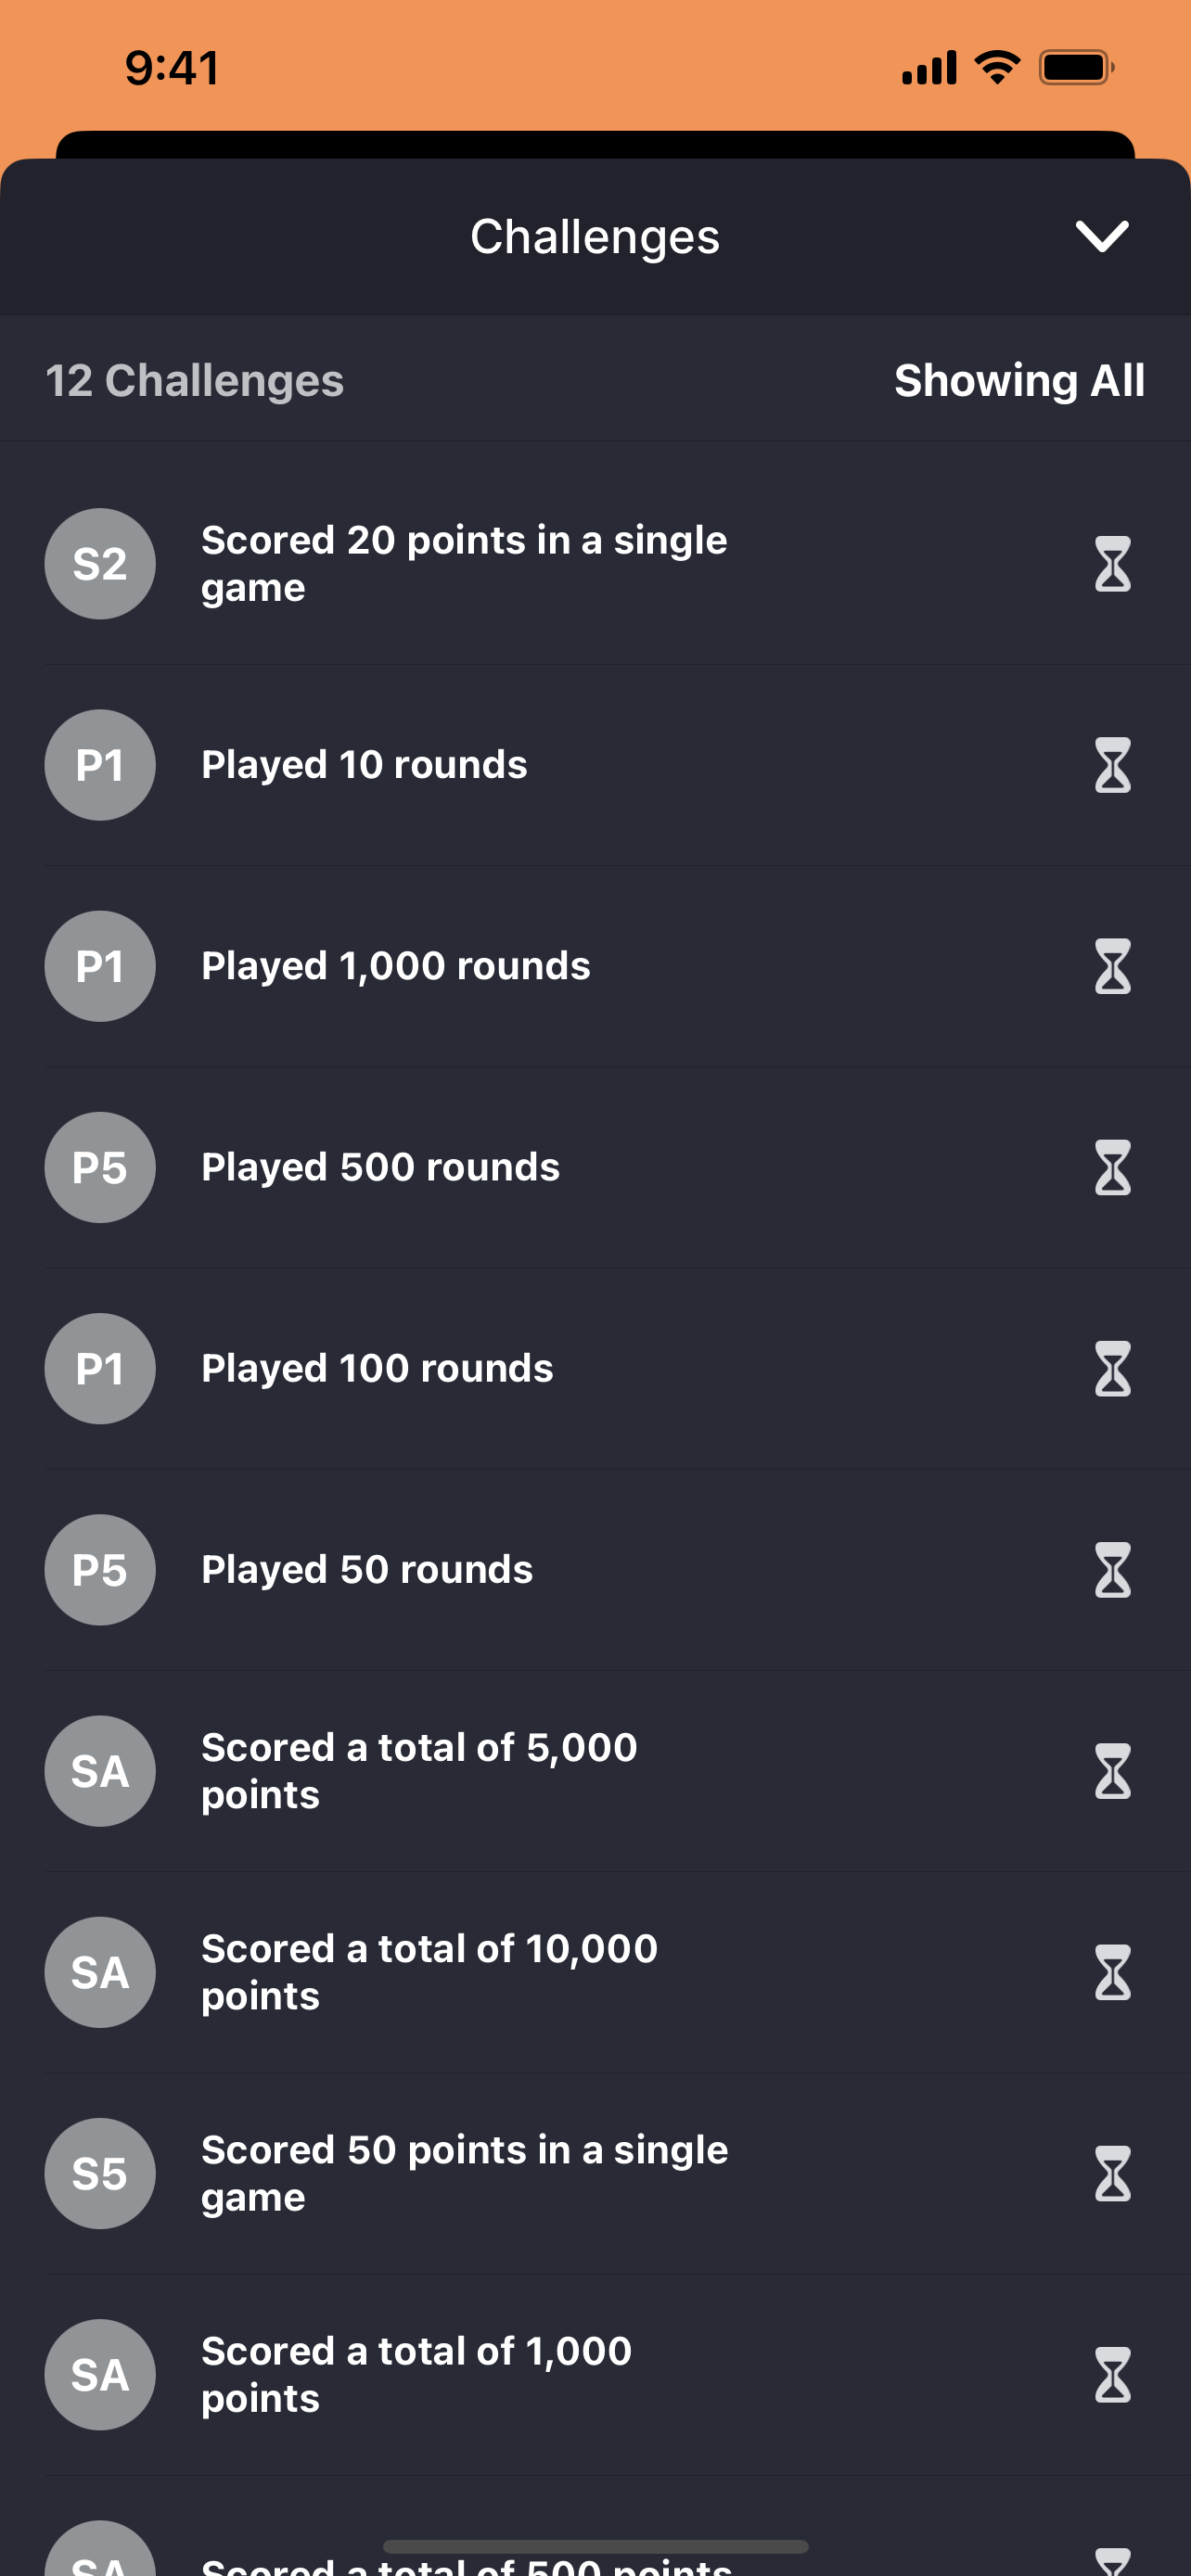 9:41
Challenges
12 Challenges
Showing All
S2
Scored 20 points in a single
game
P1
Played 10 rounds
P1
Played 1,000 rounds
P5
Played 500 rounds
P1
Played 100 rounds
P5
Played 50 rounds
SA
Scored a total of 5,000
points
SA
Scored a total of 10,000
points
S5
Scored 50 points in a single
game
SA
Scored a total of 1,000
points
SA
Scored a total of 500 points